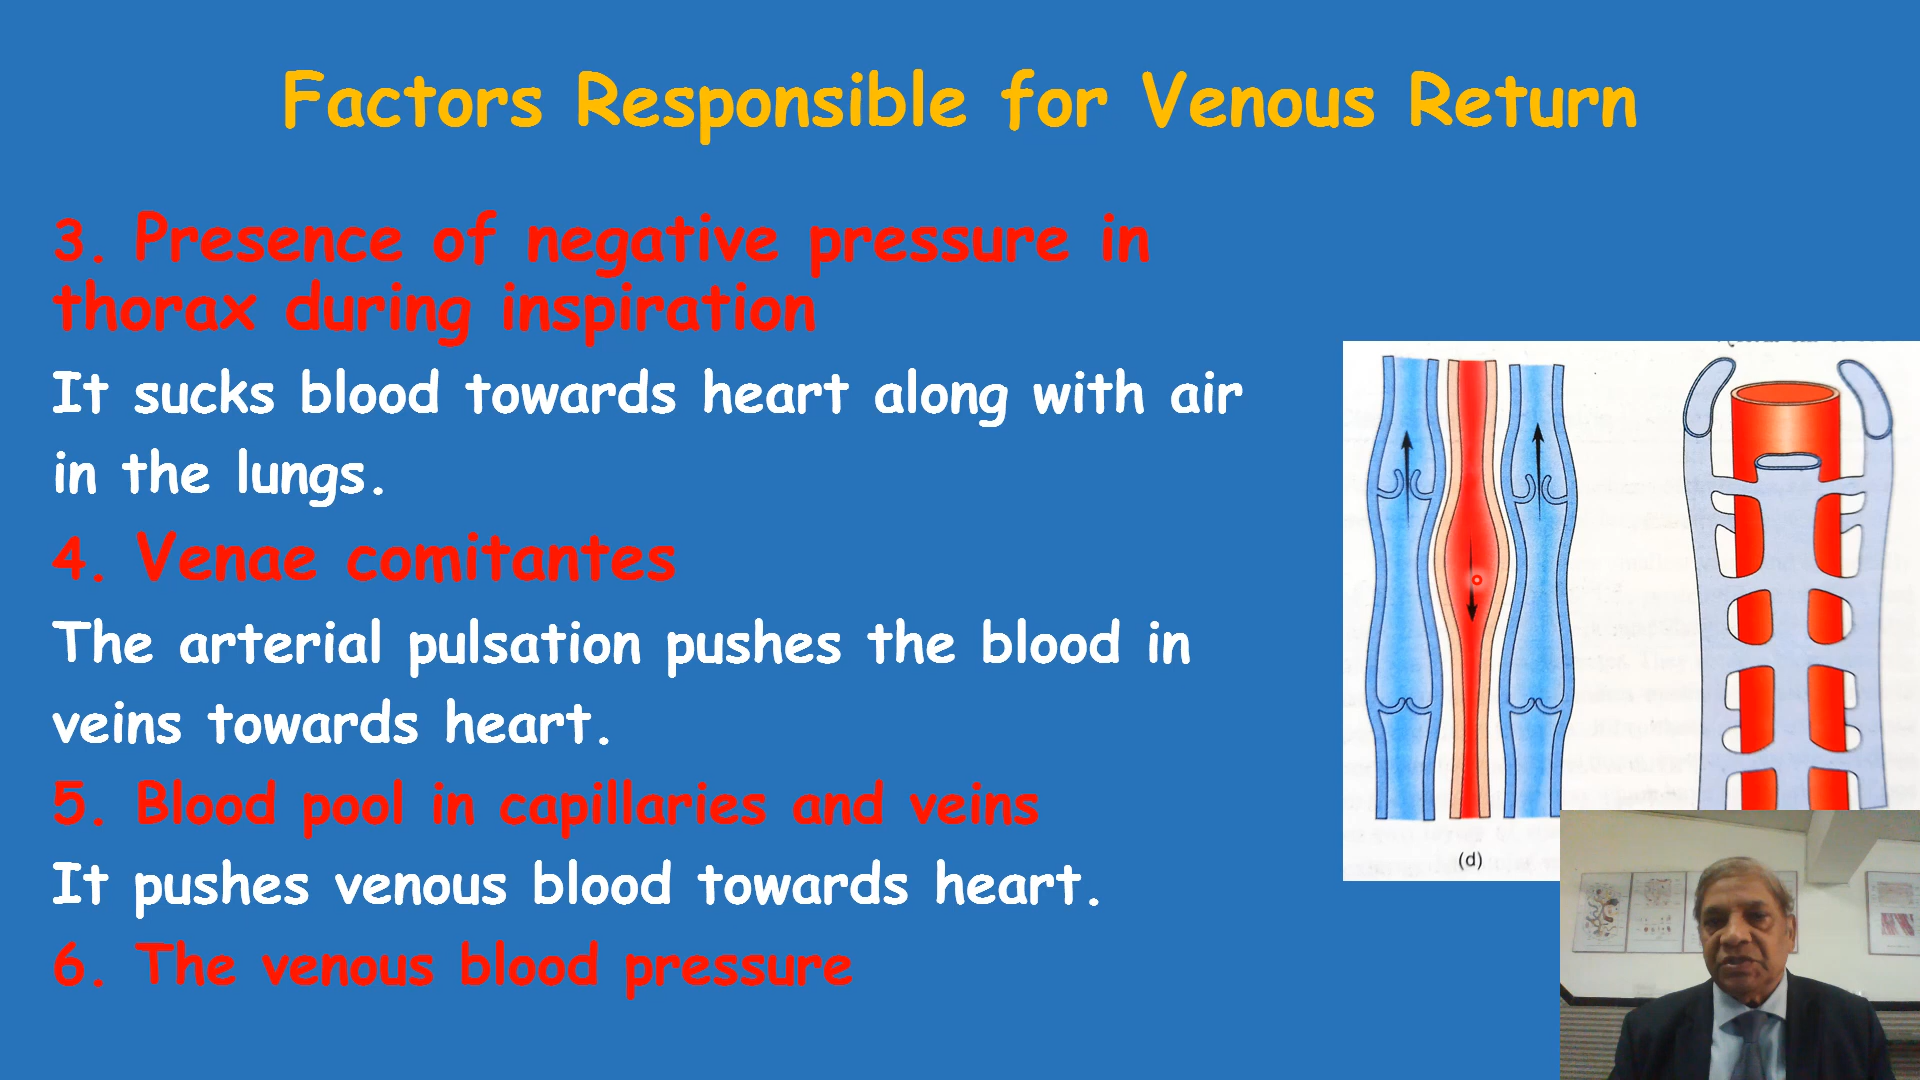 Factors Responsible for Venous Return
3. Presence of negative pressure in
thorax during inspiration
It sucks blood towards heart along with air
in the lungs.
4. Venae comitantes
The arterial pulsation pushes the blood in
veins towards heart.
5. Blood pool in capillaries and veins
It pushes venous blood towards heart.
6. The venous blood pressure
(d)